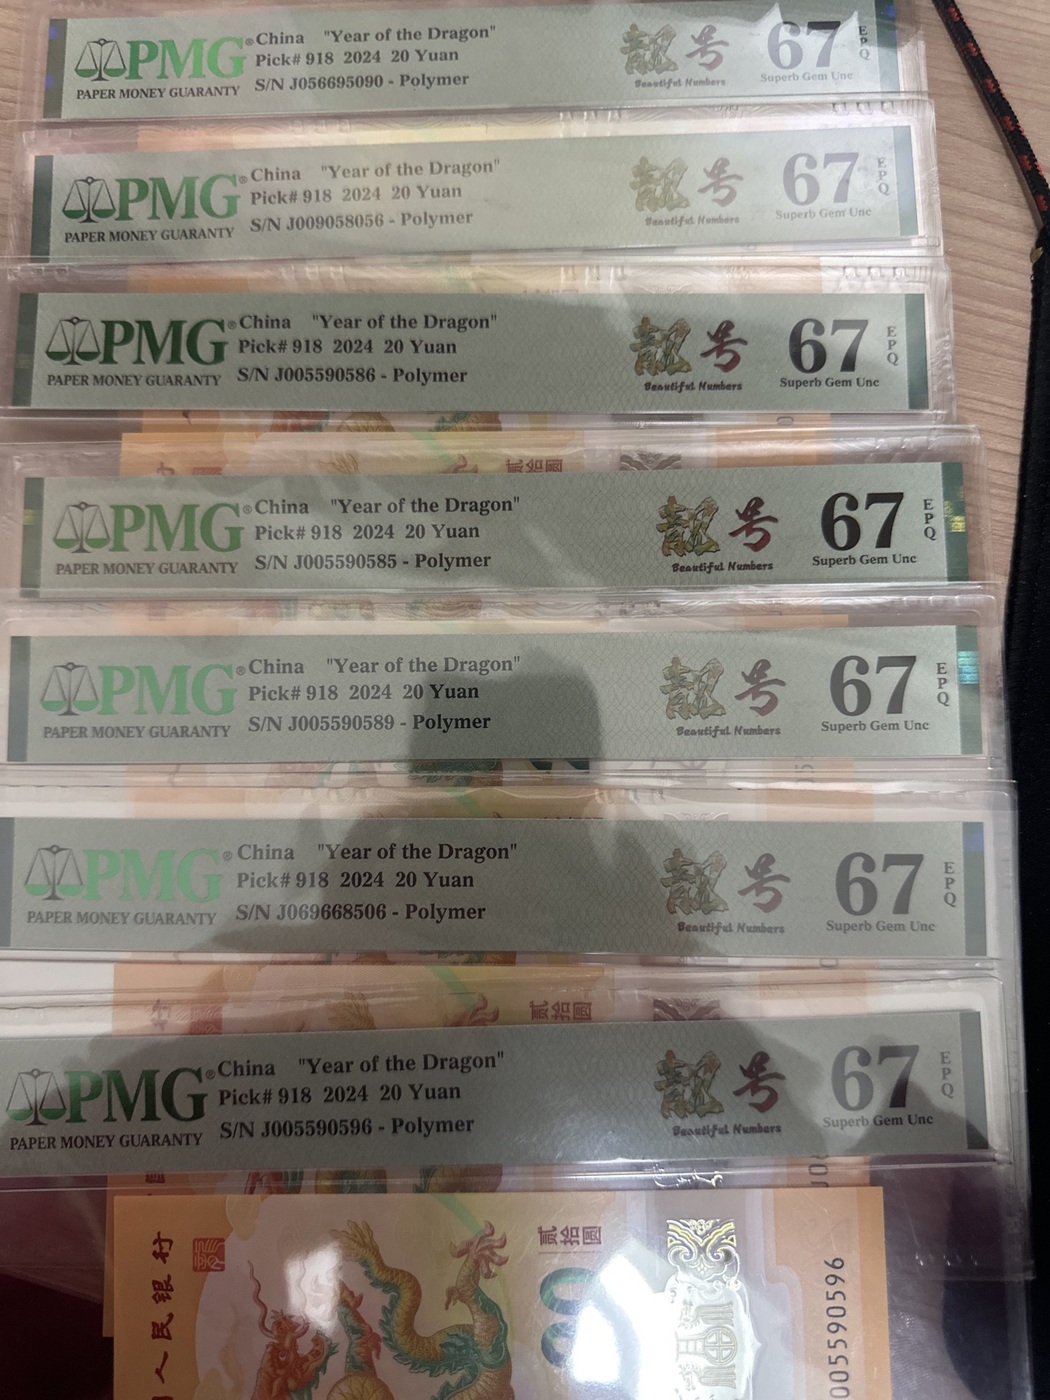 PMG® China "Year of the Dragon" 靓号 67 EPQ
Pick# 918 2024 20 Yuan
PAPER MONEY GUARANTY S/N J056695090 - Polymer Beautiful Numbers Superb Gem Unc
PMG® China "Year of the Dragon" 靓号 67 EPQ
Pick# 918 2024 20 Yuan
PAPER MONEY GUARANTY S/N J009058056 - Polymer Beautiful Numbers Superb Gem Unc
PMG® China "Year of the Dragon" 靓号 67 EPQ
Pick# 918 2024 20 Yuan
PAPER MONEY GUARANTY S/N J005590586 - Polymer Beautiful Numbers Superb Gem Unc
贰拾圆
PMG® China "Year of the Dragon" 靓号 67 EPQ
Pick# 918 2024 20 Yuan
PAPER MONEY GUARANTY S/N J005590585 - Polymer Beautiful Numbers Superb Gem Unc
PMG® China "Year of the Dragon" 靓号 67 EPQ
Pick# 918 2024 20 Yuan
PAPER MONEY GUARANTY S/N J005590589 - Polymer Beautiful Numbers Superb Gem Unc
PMG® China "Year of the Dragon" 靓号 67 EPQ
Pick# 918 2024 20 Yuan
PAPER MONEY GUARANTY S/N J069668506 - Polymer Beautiful Numbers Superb Gem Unc
行
贰拾圆
PMG® China "Year of the Dragon" 靓号 67 EPQ
Pick# 918 2024 20 Yuan
PAPER MONEY GUARANTY S/N J005590596 - Polymer Beautiful Numbers Superb Gem Unc
人民银行
贰拾圆
20
005590596